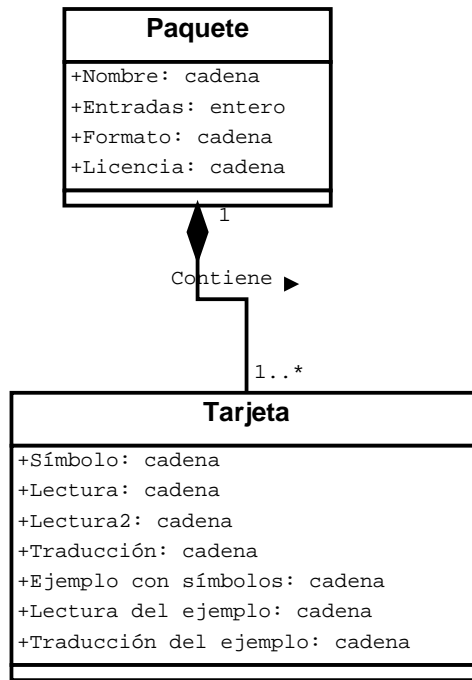 Paquete
+Nombre: cadena
+Entradas: entero
+Formato: cadena
+Licencia: cadena
1
Contiene
1..*
Tarjeta
+Símbolo: cadena
+Lectura: cadena
+Lectura2: cadena
+Traducción: cadena
+Ejemplo con símbolos: cadena
+Lectura del ejemplo: cadena
+Traducción del ejemplo: cadena